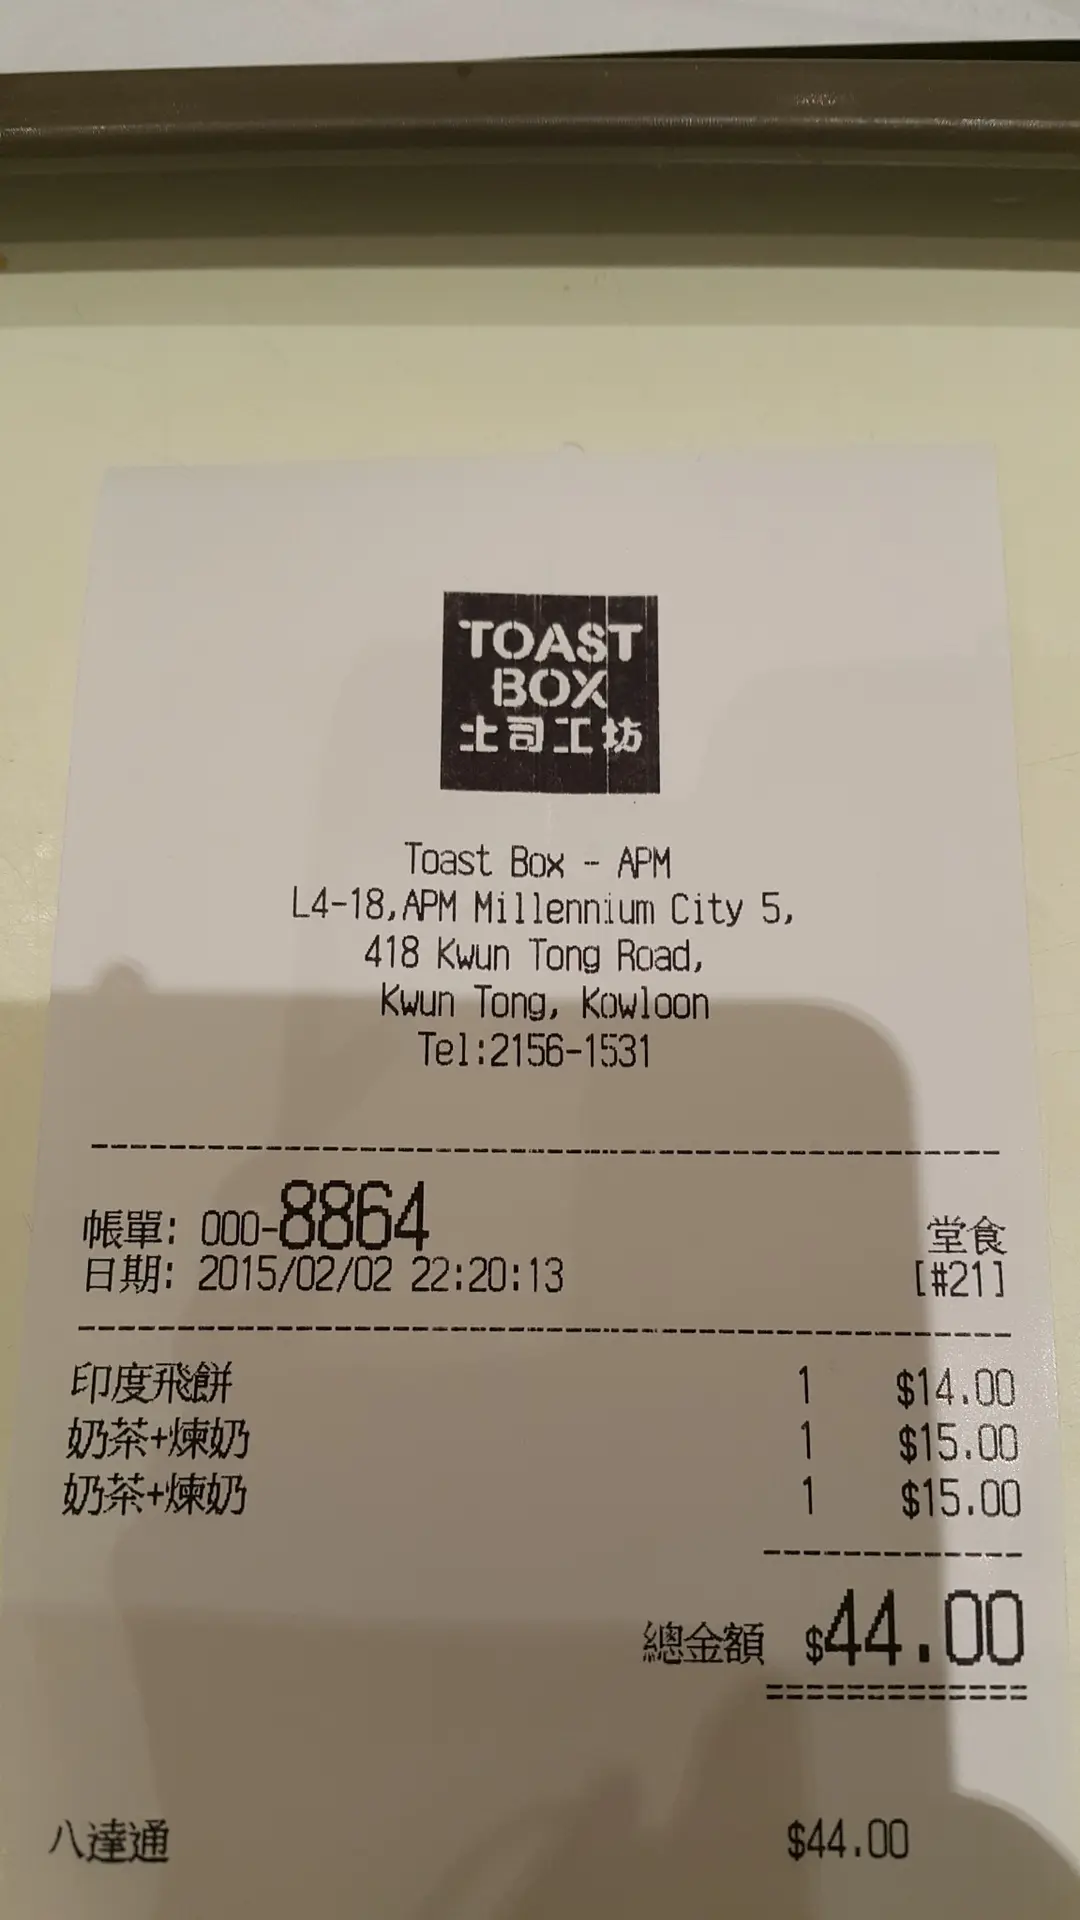 TOAST
BOX
土司工坊
Toast Box - APM
L4-18,APM Millennium City 5,
418 Kwun Tong Road,
Kwun Tong, Kowloon
Tel:2156-1531
帳單: 000-8864 堂食
日期: 2015/02/02 22:20:13 [#21]
印度飛餅 1 $14.00
奶茶+煉奶 1 $15.00
奶茶+煉奶 1 $15.00
總金額 $44.00
八達通 $44.00